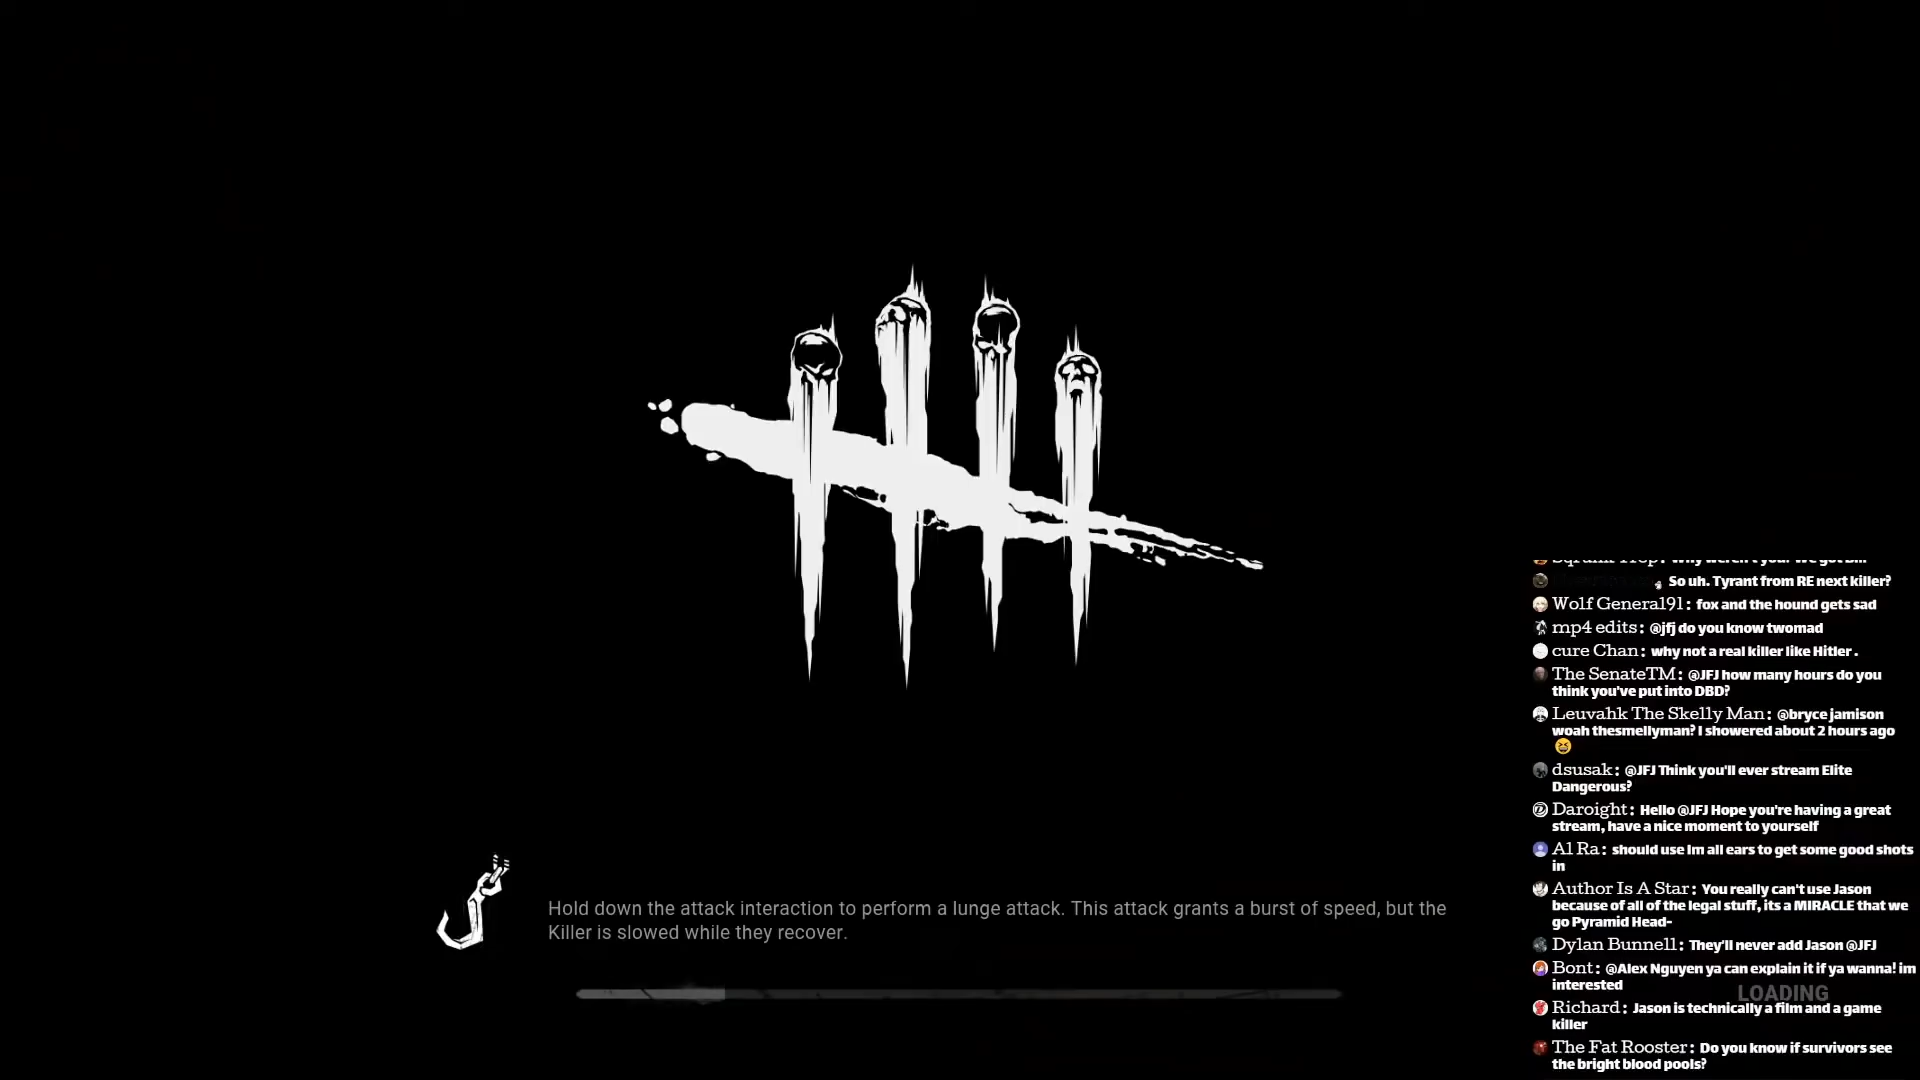 So uh. Tyrant from RE next killer?
Wolf General91: fox and the hound gets sad
mp4 edits: @jfj do you know twomad
cure Chan: why not a real killer like Hitler .
The SenateTM: @JFJ how many hours do you
think you've put into DBD?
Leuvahk The Skelly Man: @bryce jamison
woah thesmellyman? I showered about 2 hours ago
dsusak: @JFJ Think you'll ever stream Elite
Dangerous?
Daroight: Hello @JFJ Hope you're having a great
stream, have a nice moment to yourself
Al Ra: should use Im all ears to get some good shots
in
Author Is A Star: You really can't use Jason
because of all of the legal stuff, its a MIRACLE that we
go Pyramid Head-
Dylan Bunnell: They'll never add Jason @JFJ
Bont: @Alex Nguyen ya can explain it if ya wanna! im
interested
Richard: Jason is technically a film and a game
killer
The Fat Rooster: Do you know if survivors see
the bright blood pools?
Hold down the attack interaction to perform a lunge attack. This attack grants a burst of speed, but the
Killer is slowed while they recover.
LOADING